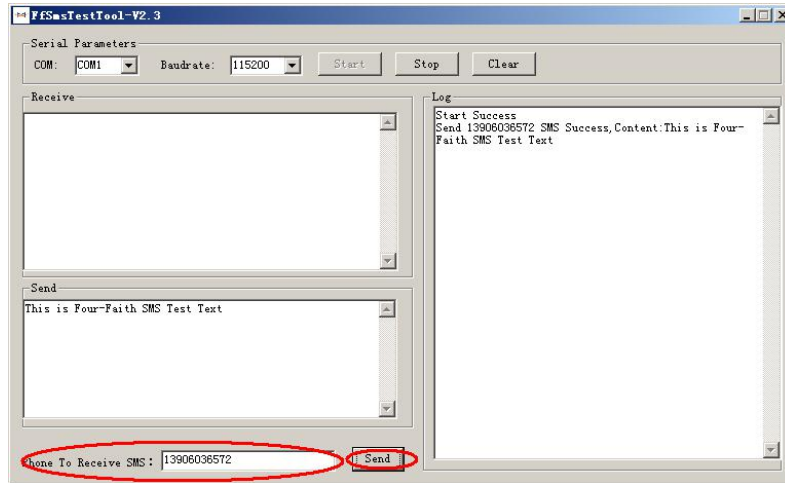 FfSmsTestTool-V2.3
Serial Parameters
COM: COM1 Baudrate: 115200 Start Stop Clear
Receive
Log
Start Success
Send 13906036572 SMS Success,Content:This is Four-
Faith SMS Test Text
Send
This is Four-Faith SMS Test Text
Phone To Receive SMS: 13906036572 Send